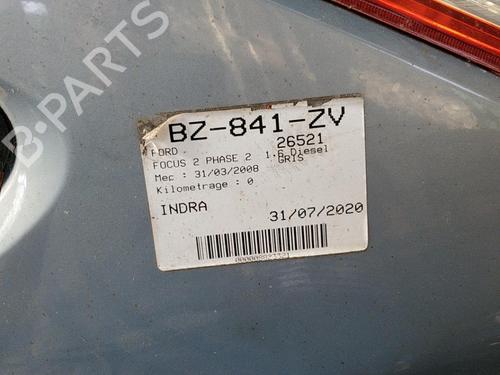 B-PARTS
BZ-841-ZV
FORD 26521
FOCUS 2 PHASE 2 1.6 Diesel
Mec : 31/03/2008 GRIS
Kilometrage : 0
INDRA 31/07/2020